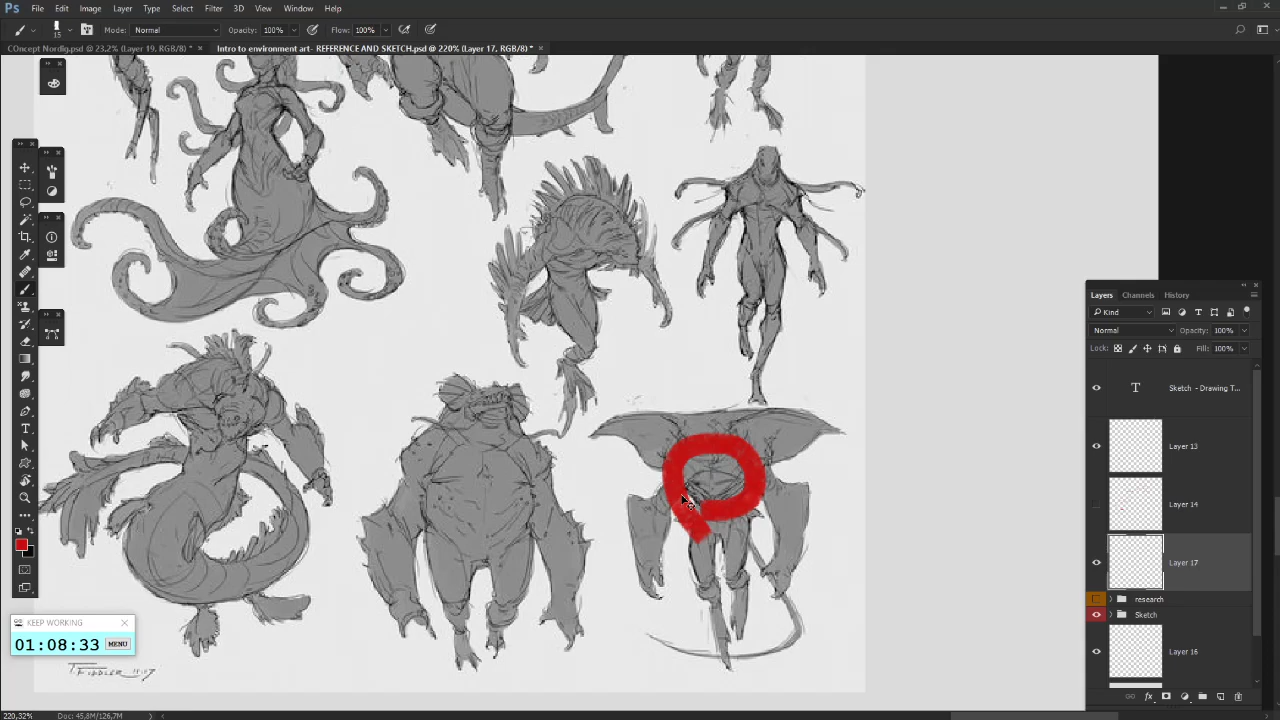 Ps File Edit Image Layer Type Select Filter 3D View Window Help
15 Mode: Normal Opacity: 100% Flow: 100%
COncept Nordig.psd @ 23,2% (Layer 19, RGB/8) * × Intro to environment art- REFERENCE AND SKETCH.psd @ 220% (Layer 17, RGB/8) * ×
Layers Channels History
Kind
Normal Opacity: 100%
Lock: Fill: 100%
T Sketch - Drawing T...
Layer 13
Layer 14
Layer 17
research
Sketch
Layer 16
KEEP WORKING
01:08:33 MENU
220,32% Doc: 45,8M/126,7M